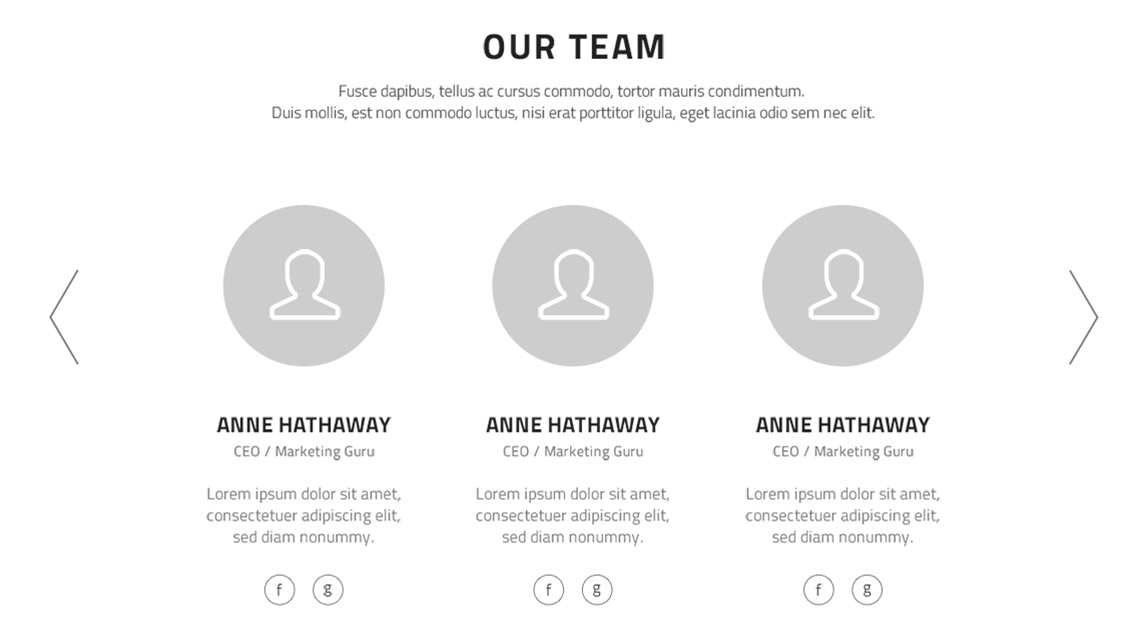 OUR TEAM
Fusce dapibus, tellus ac cursus commodo, tortor mauris condimentum.
Duis mollis, est non commodo luctus, nisi erat porttitor ligula, eget lacinia odio sem nec elit.
ANNE HATHAWAY
CEO / Marketing Guru
Lorem ipsum dolor sit amet,
consectetuer adipiscing elit,
sed diam nonummy.
f g
ANNE HATHAWAY
CEO / Marketing Guru
Lorem ipsum dolor sit amet,
consectetuer adipiscing elit,
sed diam nonummy.
f g
ANNE HATHAWAY
CEO / Marketing Guru
Lorem ipsum dolor sit amet,
consectetuer adipiscing elit,
sed diam nonummy.
f g